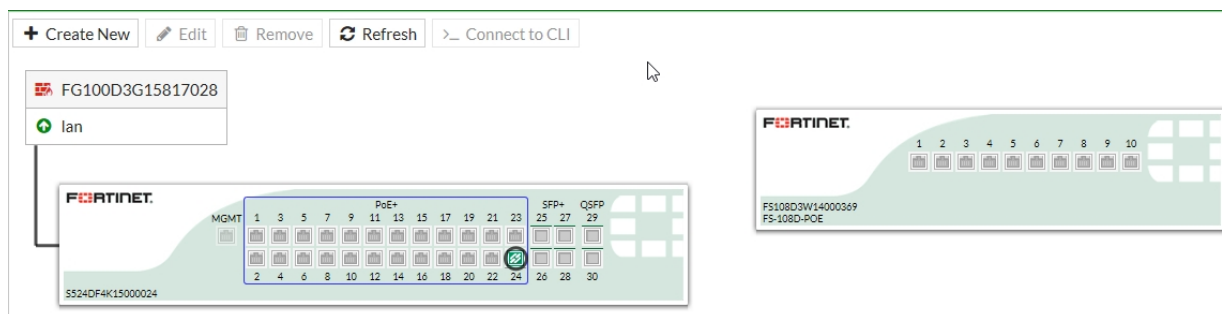 Create New Edit Remove Refresh >_ Connect to CLI
FG100D3G15817028
lan
FORTINET.
MGMT
PoE+
SFP+ QSFP
1 3 5 7 9 11 13 15 17 19 21 23 25 27 29
2 4 6 8 10 12 14 16 18 20 22 24 26 28 30
S524DF4K15000024
FORTINET.
1 2 3 4 5 6 7 8 9 10
FS108D3W14000369
FS-108D-POE